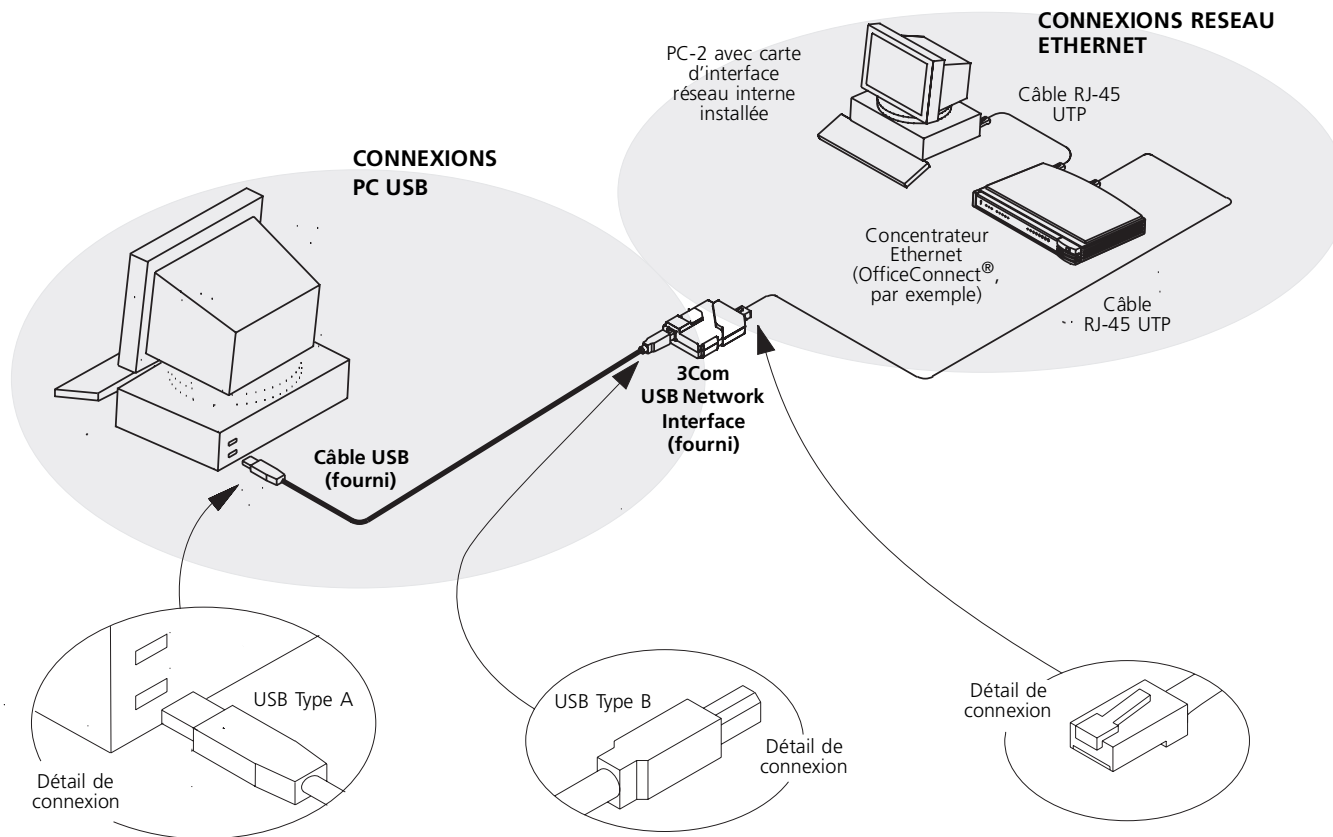 CONNEXIONS RESEAU
ETHERNET
PC-2 avec carte
d'interface
réseau interne
installée
Câble RJ-45
UTP
CONNEXIONS
PC USB
Concentrateur
Ethernet
(OfficeConnect®,
par exemple)
Câble
RJ-45 UTP
3Com
USB Network
Interface
(fourni)
Câble USB
(fourni)
USB Type A
Détail de
connexion
USB Type B
Détail de
connexion
Détail de
connexion